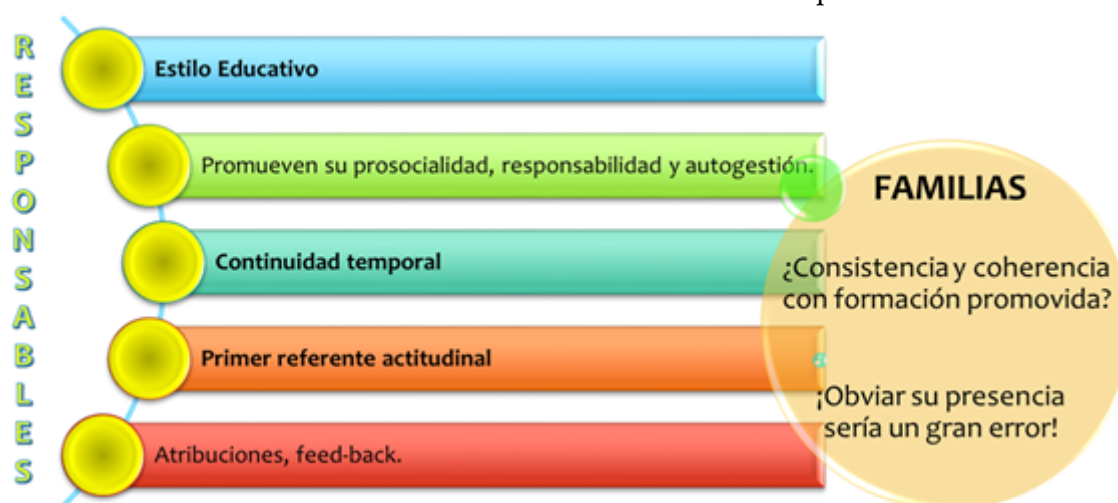 RESPONSABLES
Estilo Educativo
Promueven su prosocialidad, responsabilidad y autogestión.
Continuidad temporal
Primer referente actitudinal
Atribuciones, feed-back.
FAMILIAS
¿Consistencia y coherencia
con formación promovida?
¡Obviar su presencia
sería un gran error!